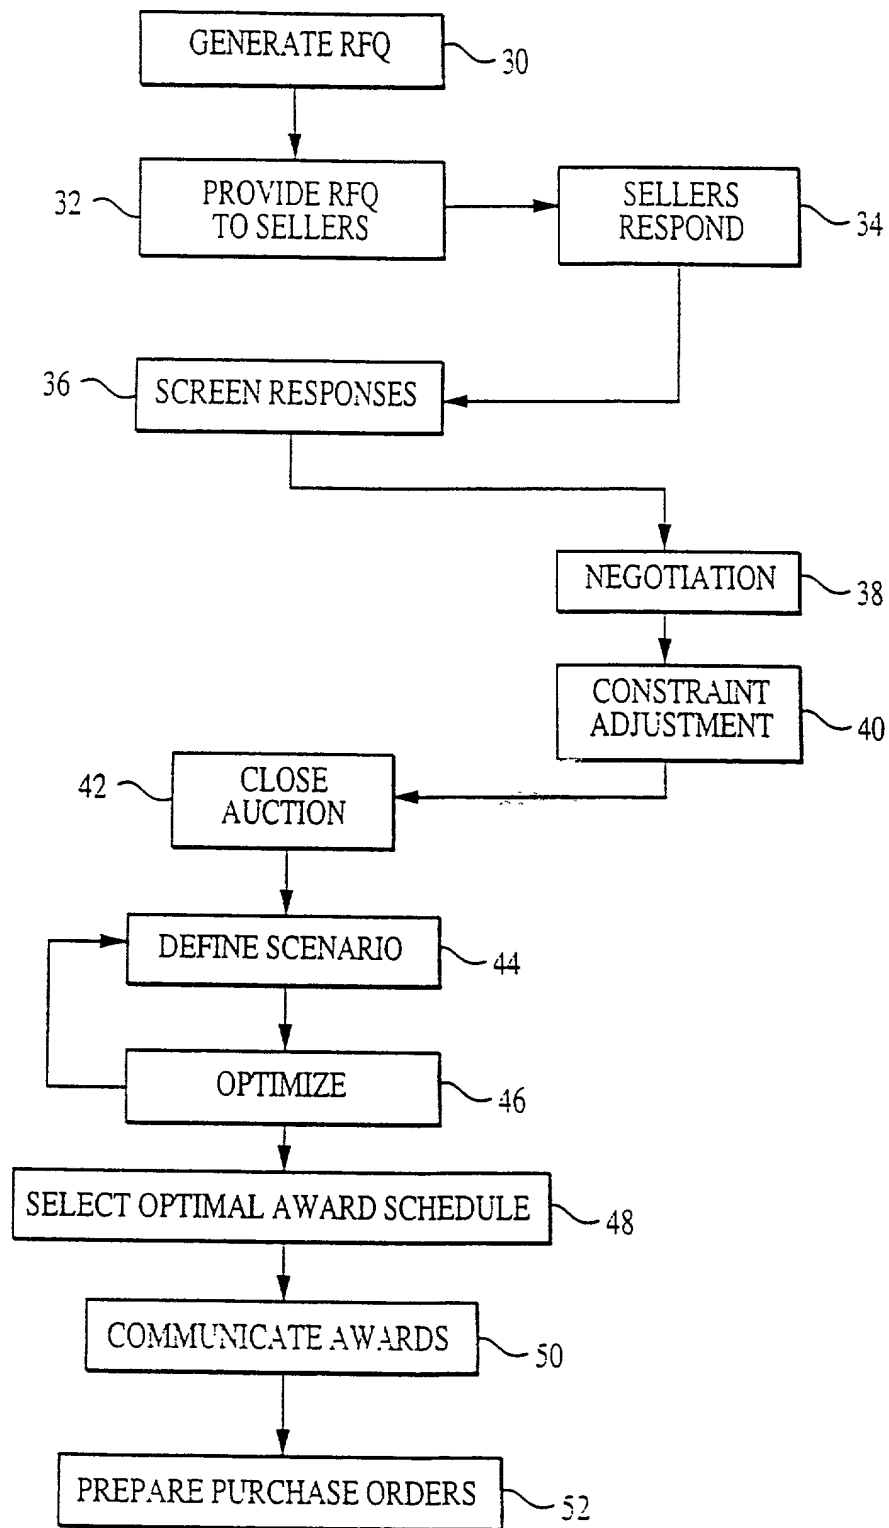 GENERATE RFQ
30
32
PROVIDE RFQ
TO SELLERS
SELLERS
RESPOND
34
36
SCREEN RESPONSES
NEGOTIATION
38
CONSTRAINT
ADJUSTMENT
40
42
CLOSE
AUCTION
DEFINE SCENARIO
44
OPTIMIZE
46
SELECT OPTIMAL AWARD SCHEDULE
48
COMMUNICATE AWARDS
50
PREPARE PURCHASE ORDERS
52